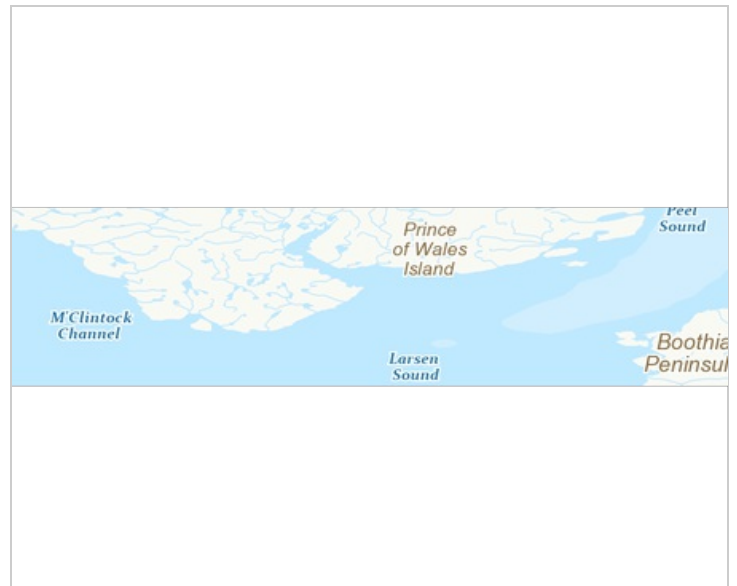 Peel
Sound
Prince
of Wales
Island
M'Clintock
Channel
Boothia
Peninsul
Larsen
Sound